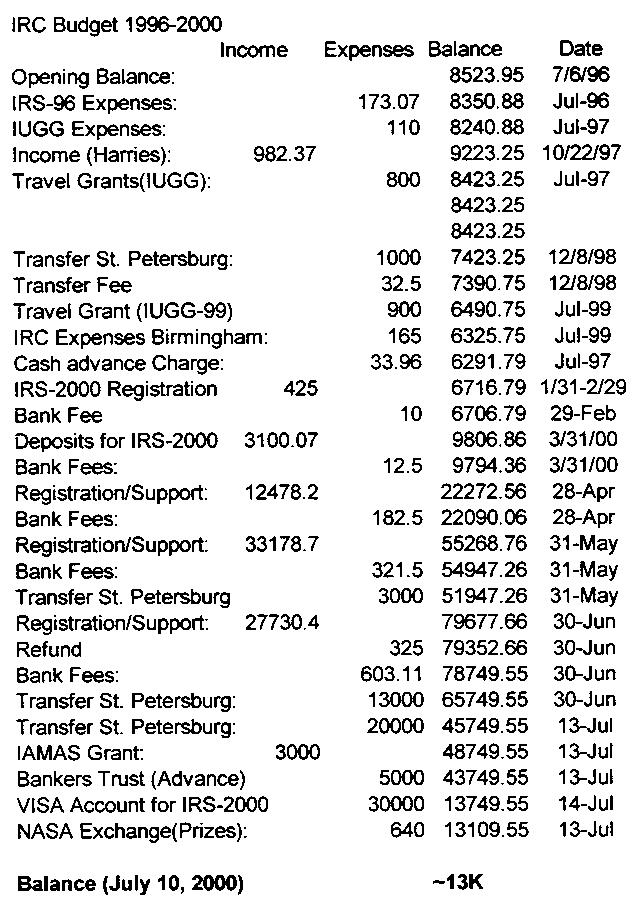 IRC Budget 1996-2000
Income Expenses Balance Date
Opening Balance: 8523.95 7/6/96
IRS-96 Expenses: 173.07 8350.88 Jul-96
IUGG Expenses: 110 8240.88 Jul-97
Income (Harries): 982.37 9223.25 10/22/97
Travel Grants(IUGG): 800 8423.25 Jul-97
8423.25
8423.25
Transfer St. Petersburg: 1000 7423.25 12/8/98
Transfer Fee 32.5 7390.75 12/8/98
Travel Grant (IUGG-99) 900 6490.75 Jul-99
IRC Expenses Birmingham: 165 6325.75 Jul-99
Cash advance Charge: 33.96 6291.79 Jul-97
IRS-2000 Registration 425 6716.79 1/31-2/29
Bank Fee 10 6706.79 29-Feb
Deposits for IRS-2000 3100.07 9806.86 3/31/00
Bank Fees: 12.5 9794.36 3/31/00
Registration/Support: 12478.2 22272.56 28-Apr
Bank Fees: 182.5 22090.06 28-Apr
Registration/Support: 33178.7 55268.76 31-May
Bank Fees: 321.5 54947.26 31-May
Transfer St. Petersburg 3000 51947.26 31-May
Registration/Support: 27730.4 79677.66 30-Jun
Refund 325 79352.66 30-Jun
Bank Fees: 603.11 78749.55 30-Jun
Transfer St. Petersburg: 13000 65749.55 30-Jun
Transfer St. Petersburg: 20000 45749.55 13-Jul
IAMAS Grant: 3000 48749.55 13-Jul
Bankers Trust (Advance) 5000 43749.55 13-Jul
VISA Account for IRS-2000 30000 13749.55 14-Jul
NASA Exchange(Prizes): 640 13109.55 13-Jul
Balance (July 10, 2000) ~13K